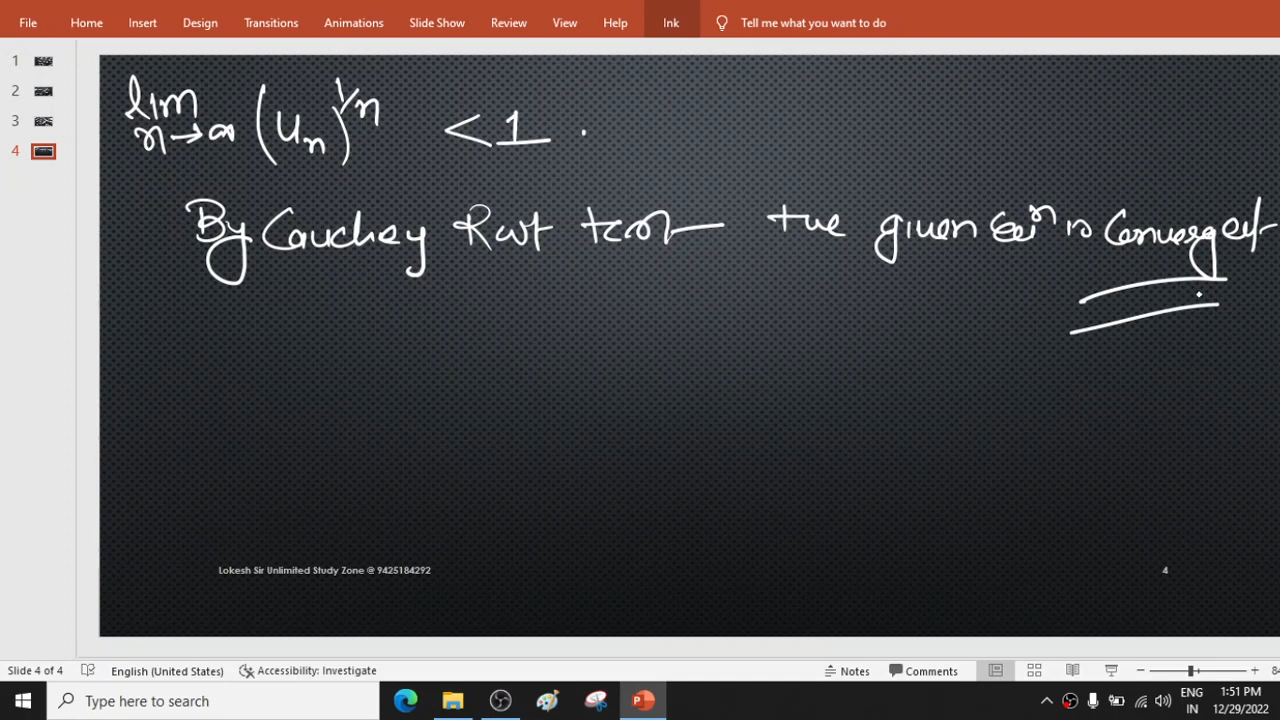 File Home Insert Design Transitions Animations Slide Show Review View Help Ink Tell me what you want to do
1
2
3
4
lim n→∞ (Un)^1/n < 1 .
By Cauchey Root test the given is Convergent
Lokesh Sir Unlimited Study Zone @ 9425184292
4
Slide 4 of 4 English (United States) Accessibility: Investigate Notes Comments 84
Type here to search ENG 1:51 PM
IN 12/29/2022